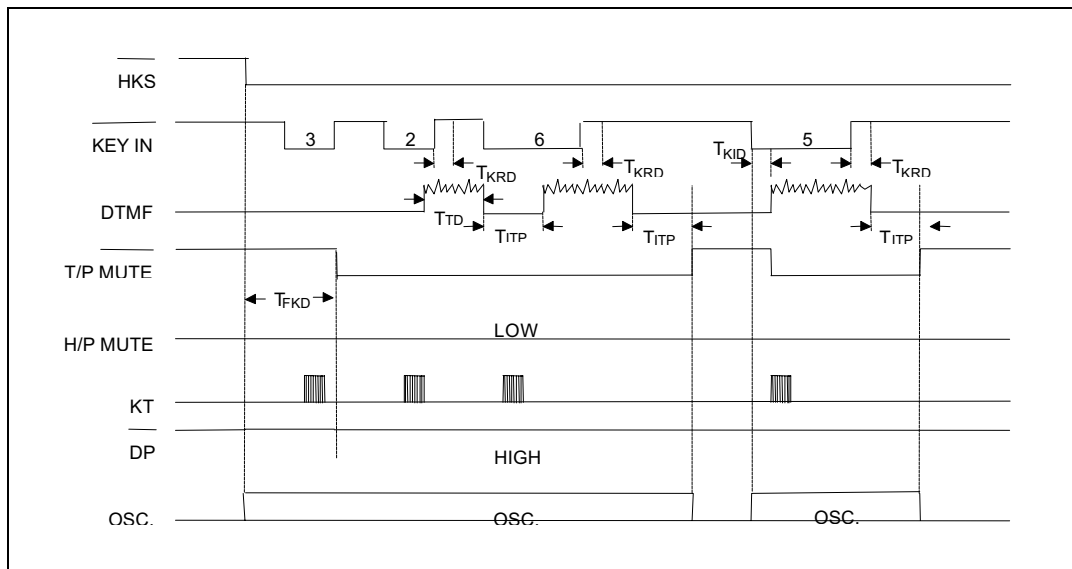 HKS
KEY IN 3 2 6 5
TKID
TKRD TKRD TKRD
DTMF
TTD
TITP TITP TITP
T/P MUTE
TFKD
LOW
H/P MUTE
KT
DP
HIGH
OSC. OSC. OSC.